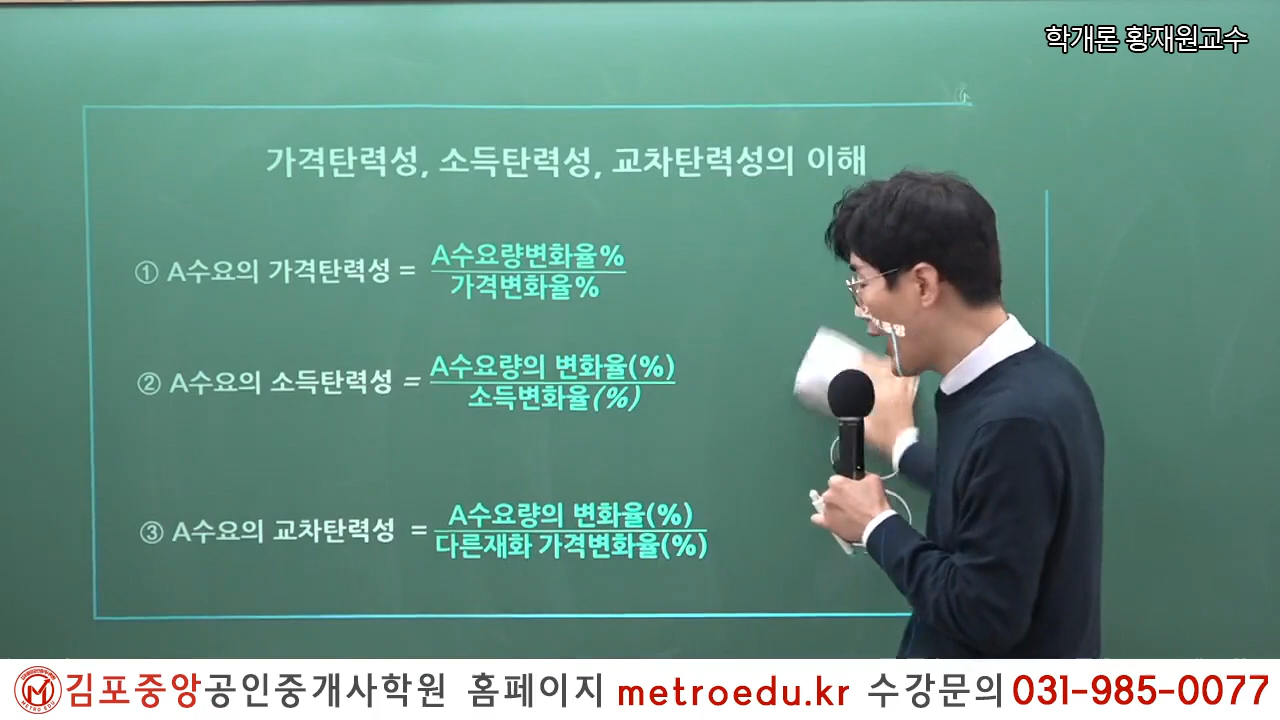 학개론 황재원교수
가격탄력성, 소득탄력성, 교차탄력성의 이해
① A수요의 가격탄력성 = A수요량변화율%
가격변화율%
② A수요의 소득탄력성 = A수요량의 변화율(%)
소득변화율(%)
③ A수요의 교차탄력성 = A수요량의 변화율(%)
다른재화 가격변화율(%)
김포중앙공인중개사학원 홈페이지 metroedu.kr 수강문의 031-985-0077
METRO EDU